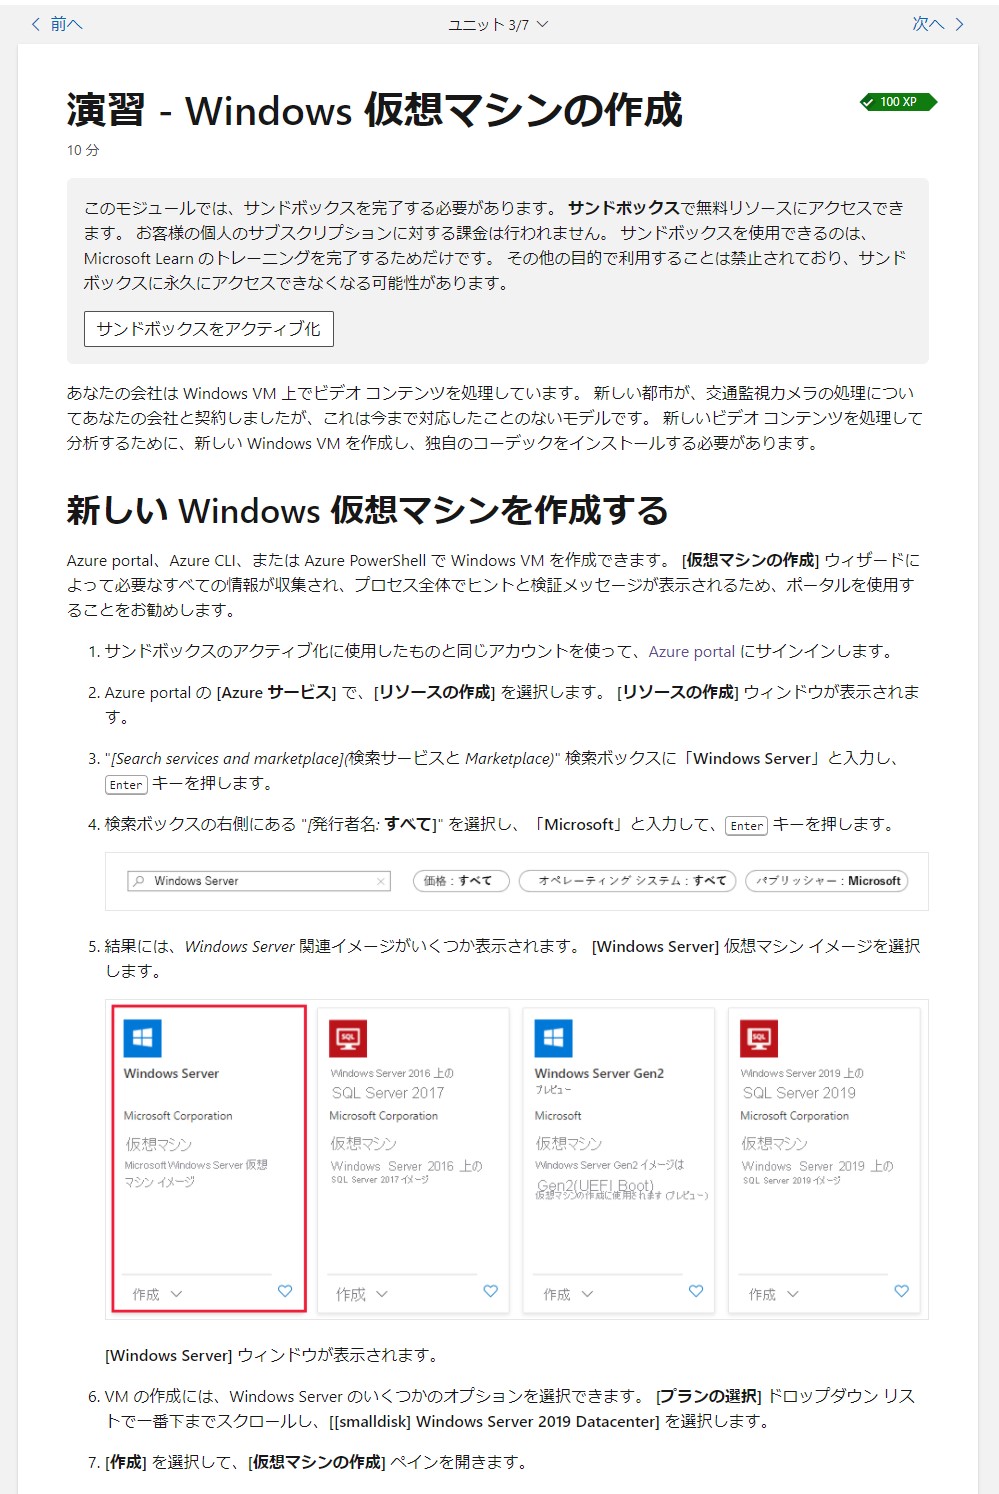 前へ
ユニット 3/7
次へ
演習 - Windows 仮想マシンの作成
100 XP
10 分
このモジュールでは、サンドボックスを完了する必要があります。 サンドボックスで無料リソースにアクセスでき
ます。 お客様の個人のサブスクリプションに対する課金は行われません。 サンドボックスを使用できるのは、
Microsoft Learn のトレーニングを完了するためだけです。 その他の目的で利用することは禁止されており、サンド
ボックスに永久にアクセスできなくなる可能性があります。
サンドボックスをアクティブ化
あなたの会社は Windows VM 上でビデオ コンテンツを処理しています。 新しい都市が、交通監視カメラの処理につい
てあなたの会社と契約しましたが、これは今まで対応したことのないモデルです。 新しいビデオ コンテンツを処理して
分析するために、新しい Windows VM を作成し、独自のコーデックをインストールする必要があります。
新しい Windows 仮想マシンを作成する
Azure portal、Azure CLI、または Azure PowerShell で Windows VM を作成できます。 [仮想マシンの作成] ウィザードに
よって必要なすべての情報が収集され、プロセス全体でヒントと検証メッセージが表示されるため、ポータルを使用す
ることをお勧めします。
1. サンドボックスのアクティブ化に使用したものと同じアカウントを使って、Azure portal にサインインします。
2. Azure portal の [Azure サービス] で、[リソースの作成] を選択します。 [リソースの作成] ウィンドウが表示されま
す。
3. "[Search services and marketplace](検索サービスと Marketplace)" 検索ボックスに「Windows Server」と入力し、
Enter キーを押します。
4. 検索ボックスの右側にある "[発行者名: すべて]" を選択し、「Microsoft」と入力して、Enter キーを押します。
Windows Server
価格 : すべて
オペレーティング システム : すべて
パブリッシャー : Microsoft
5. 結果には、Windows Server 関連イメージがいくつか表示されます。 [Windows Server] 仮想マシン イメージを選択
します。
Windows Server
Microsoft Corporation
仮想マシン
Microsoft Windows Server 仮想
マシン イメージ
作成
SQL
Windows Server 2016 上の
SQL Server 2017
Microsoft Corporation
仮想マシン
Windows Server 2016 上の
SQL Server 2017 イメージ
作成
Windows Server Gen2
プレビュー
Microsoft
仮想マシン
Windows Server Gen2 イメージは
Gen2(UEFI Boot)
仮想マシンの作成に使用されます (プレビュー)
作成
SQL
Windows Server 2019 上の
SQL Server 2019
Microsoft Corporation
仮想マシン
Windows Server 2019 上の
SQL Server 2019 イメージ
作成
[Windows Server] ウィンドウが表示されます。
6. VM の作成には、Windows Server のいくつかのオプションを選択できます。 [プランの選択] ドロップダウン リス
トで一番下までスクロールし、[[smalldisk] Windows Server 2019 Datacenter] を選択します。
7. [作成] を選択して、[仮想マシンの作成] ペインを開きます。